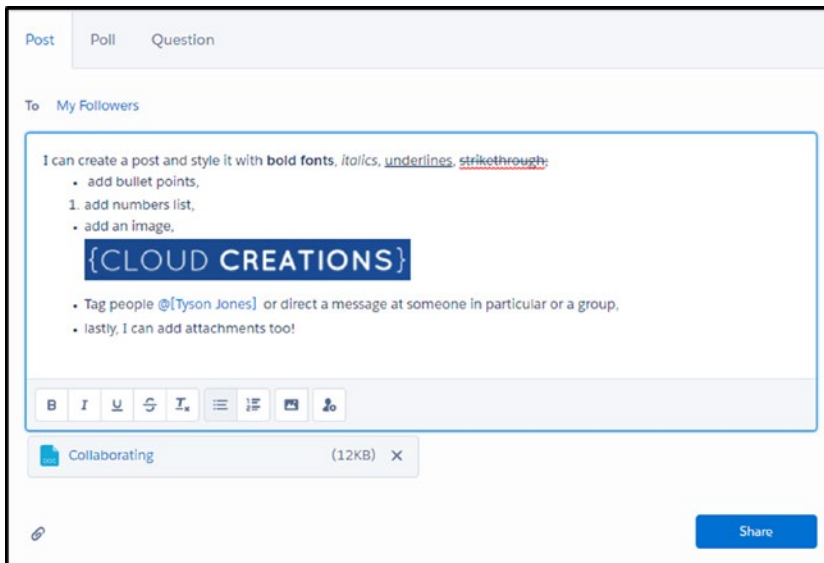 Post Poll Question
To My Followers
I can create a post and style it with bold fonts, italics, underlines, strikethrough;
• add bullet points,
1. add numbers list,
• add an image,
{CLOUD CREATIONS}
• Tag people @[Tyson Jones] or direct a message at someone in particular or a group,
• lastly, I can add attachments too!
B I U S Tx
DOC Collaborating (12KB) X
Share